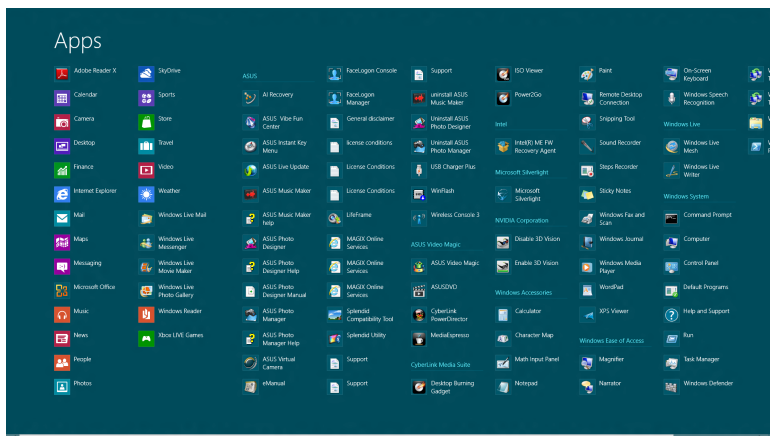 Apps
Adobe Reader X
Calendar
Camera
Desktop
Finance
Internet Explorer
Mail
Maps
Messaging
Microsoft Office
Music
News
People
Photos
SkyDrive
Sports
Store
Travel
Video
Weather
Windows Live Mail
Windows Live
Messenger
Windows Live
Movie Maker
Windows Live
Photo Gallery
Windows Reader
Xbox LIVE Games
ASUS
AI Recovery
ASUS Vibe Fun
Center
ASUS Instant Key
Menu
ASUS Live Update
ASUS Music Maker
ASUS Music Maker
help
ASUS Photo
Designer
ASUS Photo
Designer Help
ASUS Photo
Designer Manual
ASUS Photo
Manager
ASUS Photo
Manager Help
ASUS Virtual
Camera
eManual
FaceLogon Console
FaceLogon
Manager
General disclaimer
license conditions
License Conditions
License Conditions
LifeFrame
MAGIX Online
Services
MAGIX Online
Services
MAGIX Online
Services
Splendid
Compatibility Tool
Splendid Utility
Support
Support
Support
uninstall ASUS
Music Maker
Uninstall ASUS
Photo Designer
Uninstall ASUS
Photo Manager
USB Charger Plus
WinFlash
Wireless Console 3
ASUS Video Magic
ASUS Video Magic
ASUSDVD
CyberLink
PowerDirector
MediaEspresso
CyberLink Media Suite
Desktop Burning
Gadget
ISO Viewer
Power2Go
Intel
Intel(R) ME FW
Recovery Agent
Microsoft Silverlight
Microsoft
Silverlight
NVIDIA Corporation
Disable 3D Vision
Enable 3D Vision
Windows Accessories
Calculator
Character Map
Math Input Panel
Notepad
Paint
Remote Desktop
Connection
Snipping Tool
Sound Recorder
Steps Recorder
Sticky Notes
Windows Fax and
Scan
Windows Journal
Windows Media
Player
WordPad
XPS Viewer
Windows Ease of Access
Magnifier
Narrator
On-Screen
Keyboard
Windows Speech
Recognition
Windows Live
Windows Live
Mesh
Windows Live
Writer
Windows System
Command Prompt
Computer
Control Panel
Default Programs
Help and Support
Run
Task Manager
Windows Defender